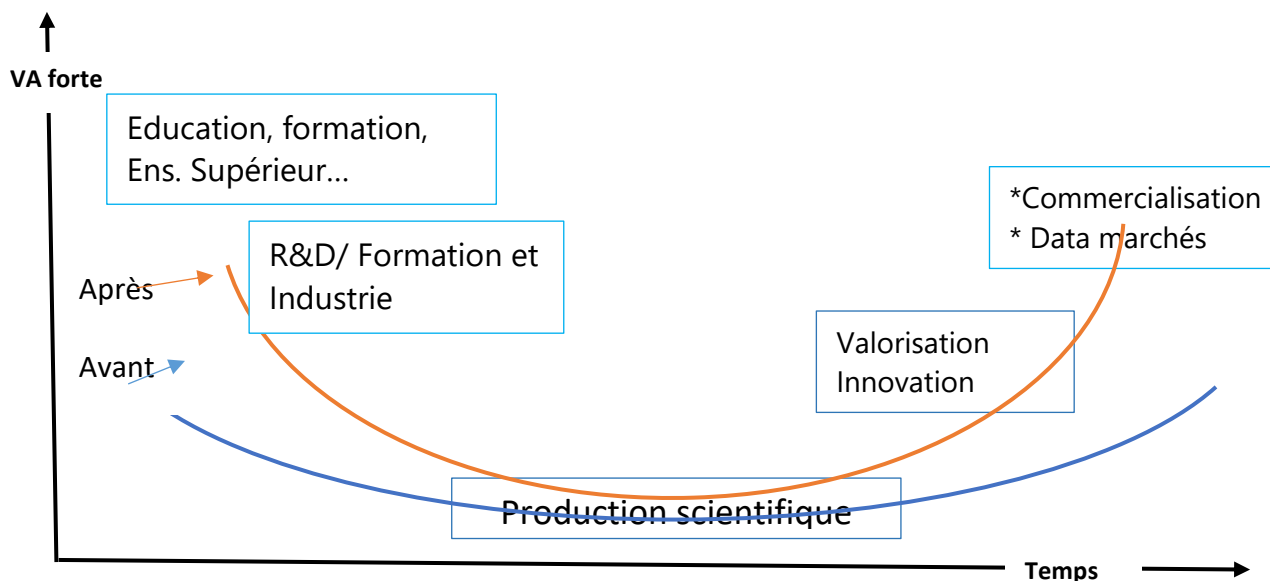 VA forte
Education, formation,
Ens. Supérieur...
*Commercialisation
* Data marchés
R&D/ Formation et
Industrie
Après
Avant
Valorisation
Innovation
Production scientifique
Temps